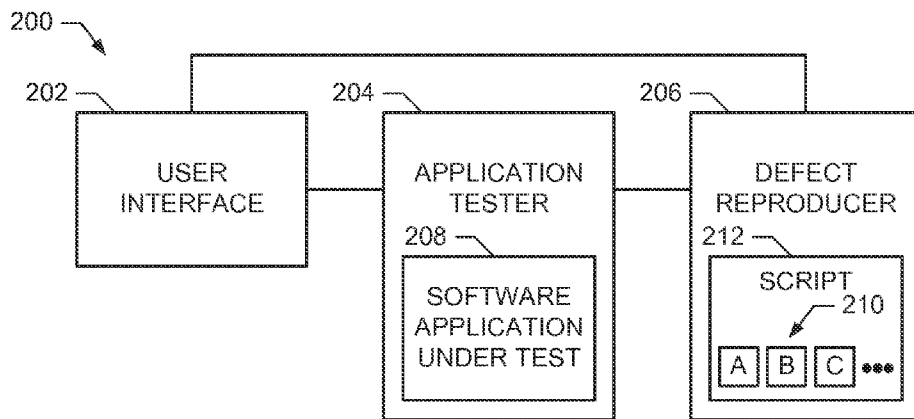 200
202
204
206
USER
INTERFACE
APPLICATION
TESTER
DEFECT
REPRODUCER
208
212
SOFTWARE
APPLICATION
UNDER TEST
SCRIPT
210
A B C •••